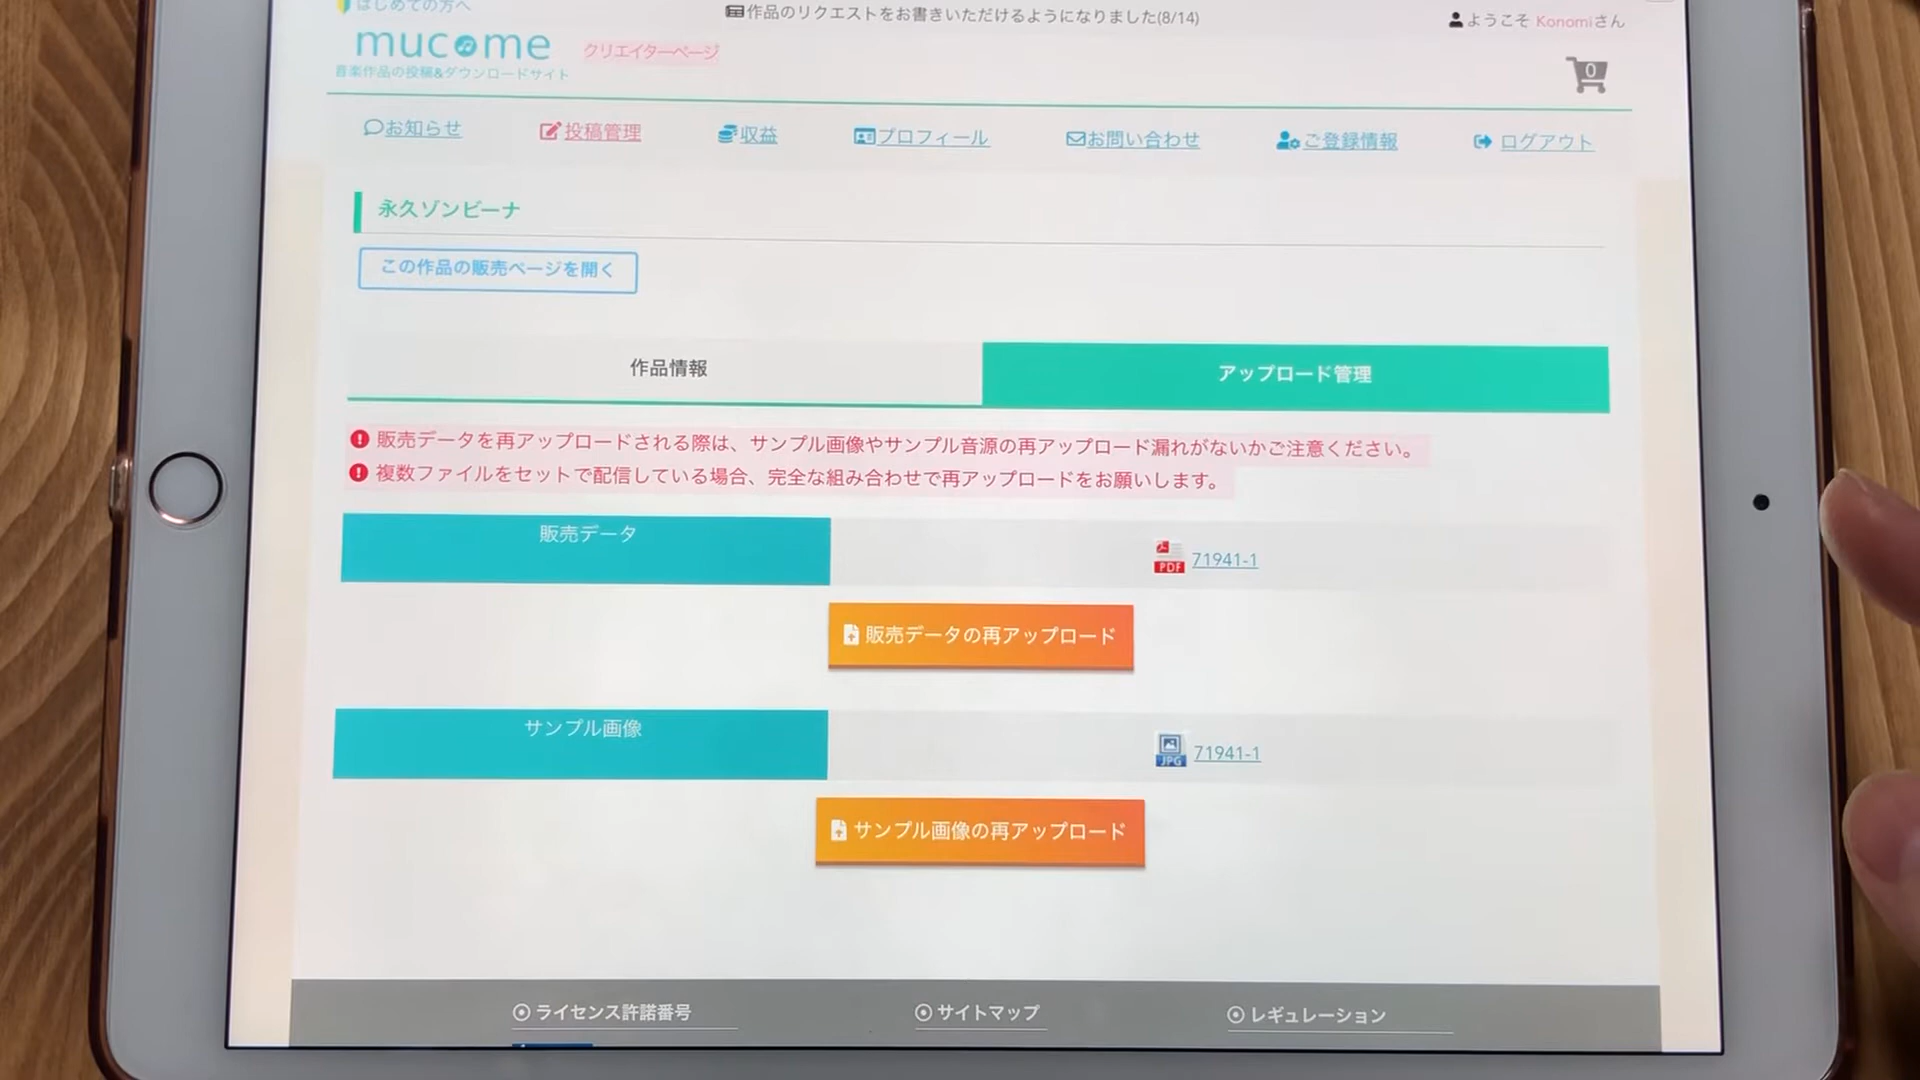 はじめての方へ
作品のリクエストをお書きいただけるようになりました(8/14)
ようこそ Konomiさん
mucome
クリエイターページ
音楽作品の投稿&ダウンロードサイト
0
お知らせ
投稿管理
収益
プロフィール
お問い合わせ
ご登録情報
ログアウト
永久ゾンビーナ
この作品の販売ページを開く
作品情報
アップロード管理
販売データを再アップロードされる際は、サンプル画像やサンプル音源の再アップロード漏れがないかご注意ください。
複数ファイルをセットで配信している場合、完全な組み合わせで再アップロードをお願いします。
販売データ
PDF 71941-1
販売データの再アップロード
サンプル画像
JPG 71941-1
サンプル画像の再アップロード
ライセンス許諾番号
サイトマップ
レギュレーション